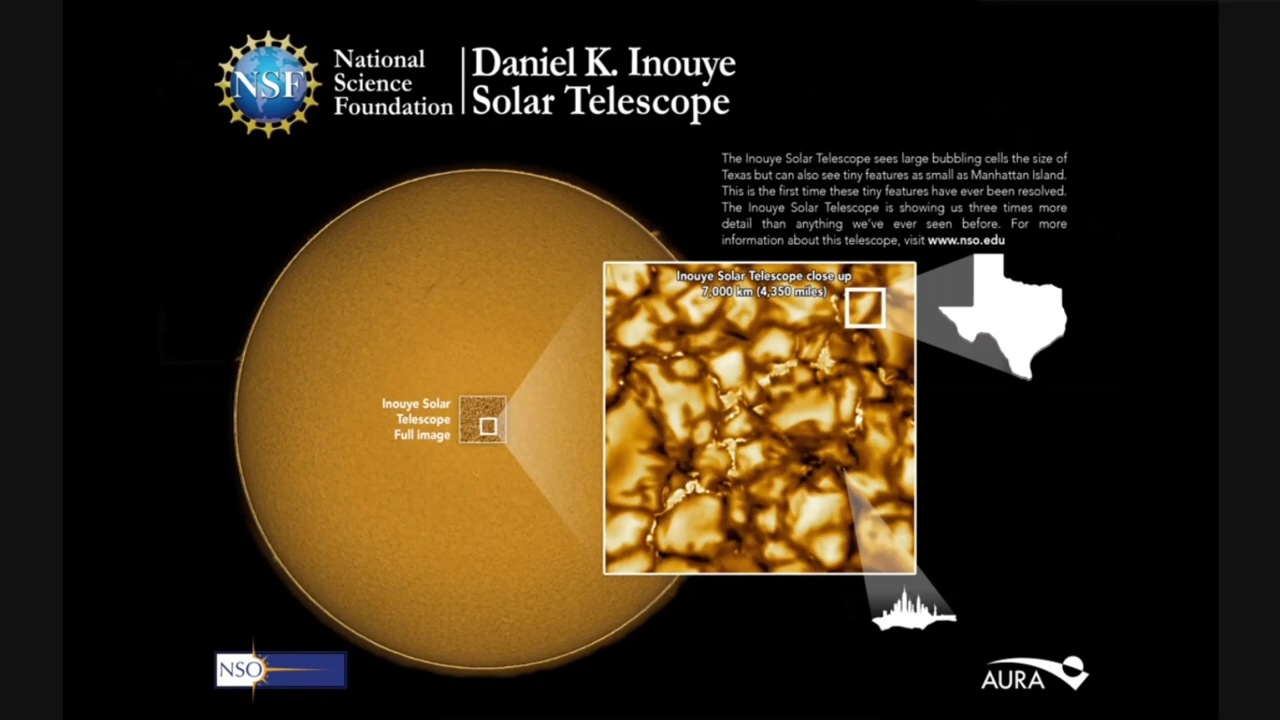 NSF
National
Science
Foundation
Daniel K. Inouye
Solar Telescope
The Inouye Solar Telescope sees large bubbling cells the size of
Texas but can also see tiny features as small as Manhattan Island.
This is the first time these tiny features have ever been resolved.
The Inouye Solar Telescope is showing us three times more
detail than anything we've ever seen before. For more
information about this telescope, visit www.nso.edu
Inouye Solar Telescope close up
7,000 km (4,350 miles)
Inouye Solar
Telescope
Full image
NSO
AURA